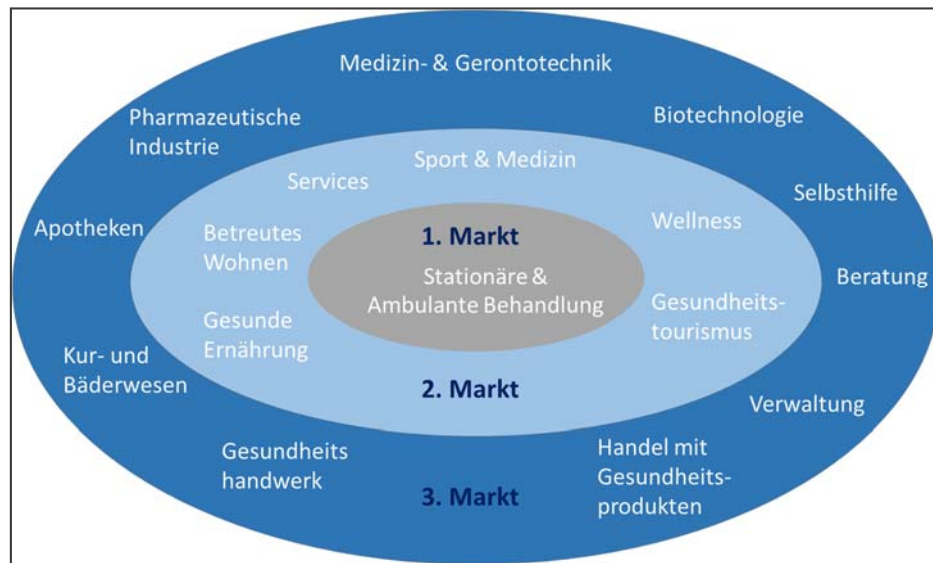 Medizin- & Gerontotechnik
Pharmazeutische
Industrie
Biotechnologie
Sport & Medizin
Services
Selbsthilfe
Apotheken
Betreutes
Wohnen
1. Markt
Wellness
Stationäre &
Ambulante Behandlung
Beratung
Gesunde
Ernährung
Gesundheits-
tourismus
Kur- und
Bäderwesen
2. Markt
Verwaltung
Gesundheits
handwerk
3. Markt
Handel mit
Gesundheits-
produkten